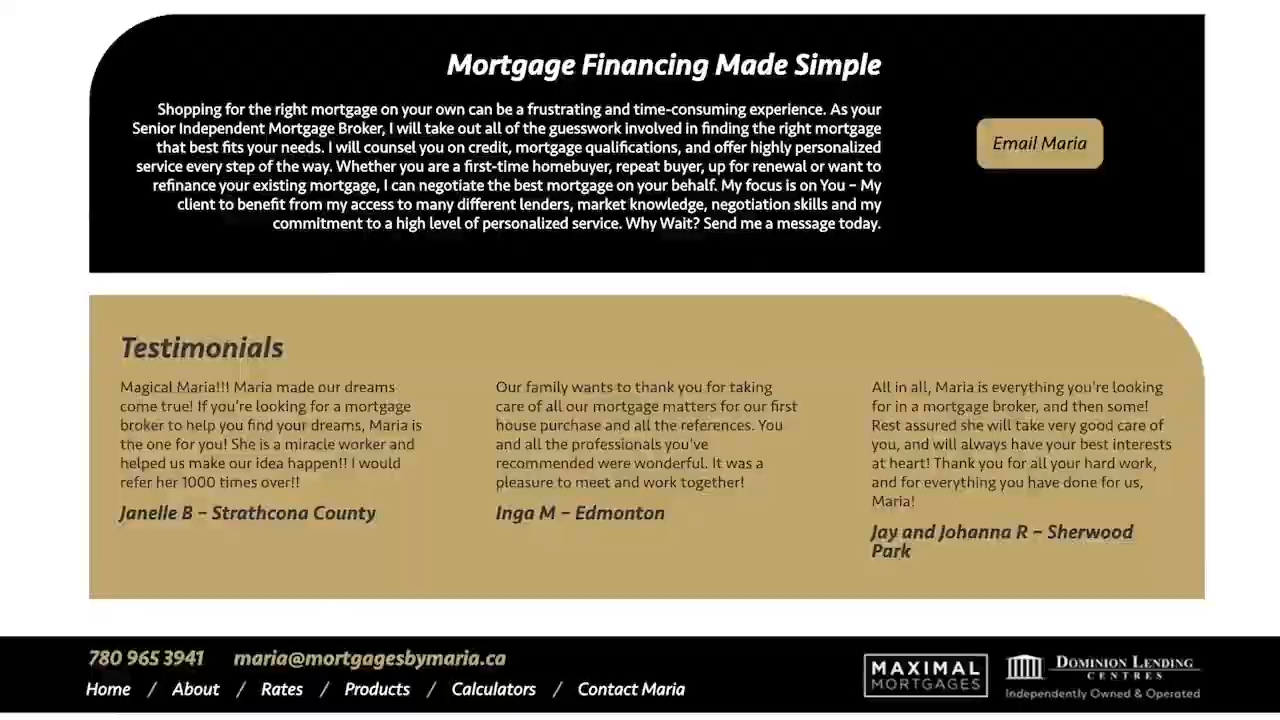 Mortgage Financing Made Simple
Shopping for the right mortgage on your own can be a frustrating and time-consuming experience. As your
Senior Independent Mortgage Broker, I will take out all of the guesswork involved in finding the right mortgage
that best fits your needs. I will counsel you on credit, mortgage qualifications, and offer highly personalized
service every step of the way. Whether you are a first-time homebuyer, repeat buyer, up for renewal or want to
refinance your existing mortgage, I can negotiate the best mortgage on your behalf. My focus is on You – My
client to benefit from my access to many different lenders, market knowledge, negotiation skills and my
commitment to a high level of personalized service. Why Wait? Send me a message today.
Email Maria
Testimonials
Magical Maria!!! Maria made our dreams
come true! If you're looking for a mortgage
broker to help you find your dreams, Maria is
the one for you! She is a miracle worker and
helped us make our idea happen!! I would
refer her 1000 times over!!
Janelle B – Strathcona County
Our family wants to thank you for taking
care of all our mortgage matters for our first
house purchase and all the references. You
and all the professionals you've
recommended were wonderful. It was a
pleasure to meet and work together!
Inga M – Edmonton
All in all, Maria is everything you're looking
for in a mortgage broker, and then some!
Rest assured she will take very good care of
you, and will always have your best interests
at heart! Thank you for all your hard work,
and for everything you have done for us,
Maria!
Jay and Johanna R – Sherwood
Park
780 965 3941 maria@mortgagesbymaria.ca
Home / About / Rates / Products / Calculators / Contact Maria
MAXIMAL
MORTGAGES
DOMINION LENDING
CENTRES
Independently Owned & Operated